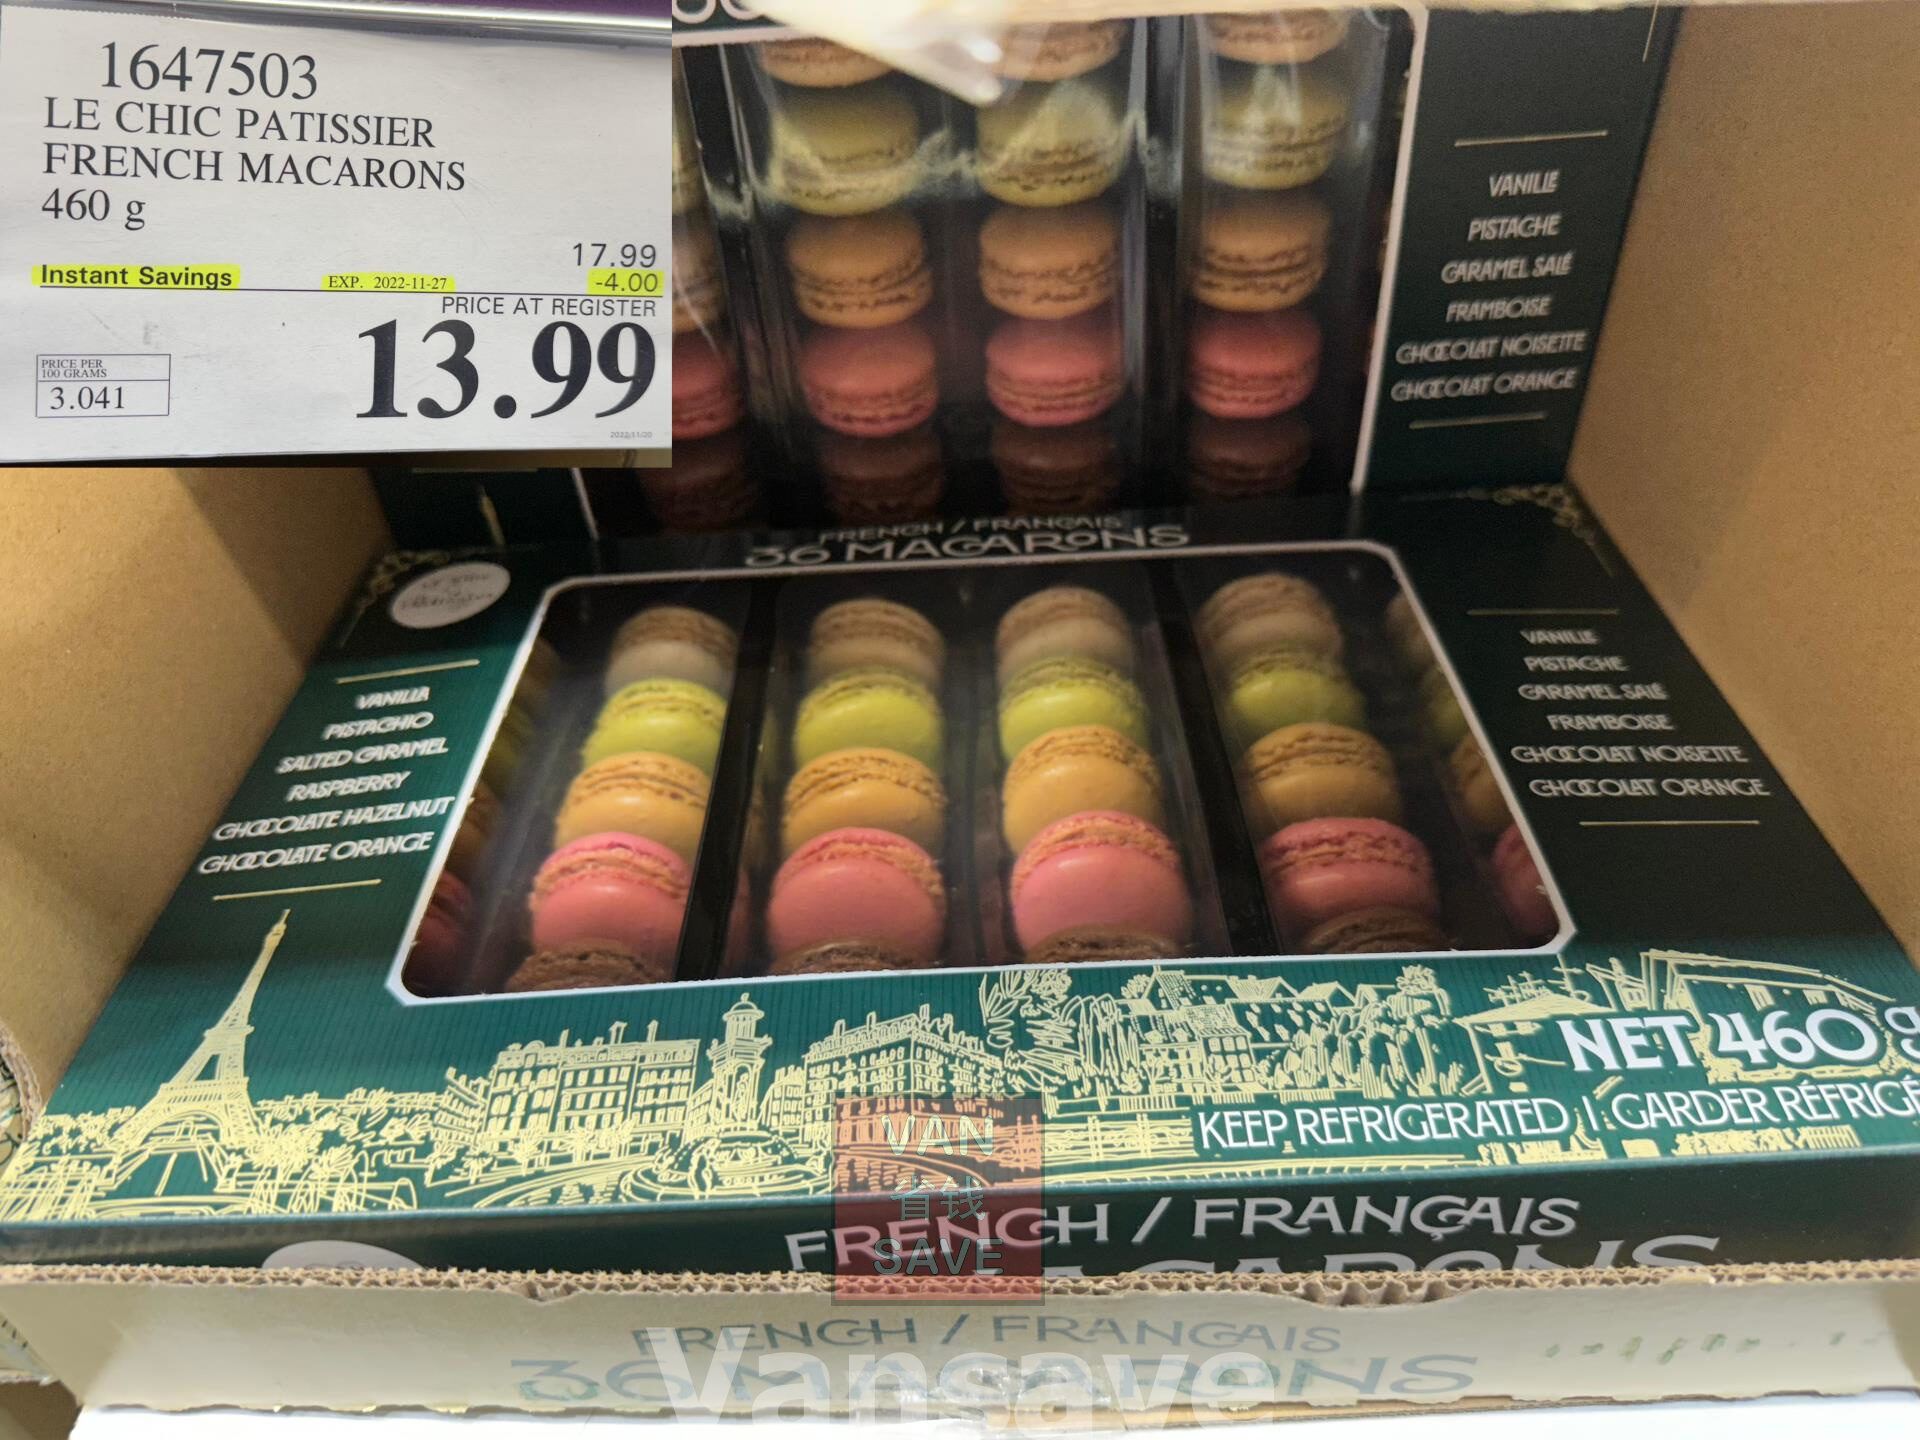 1647503
LE CHIC PATISSIER
FRENCH MACARONS
460 g
17.99
Instant Savings EXP. 2022-11-27 -4.00
PRICE AT REGISTER
13.99
PRICE PER
100 GRAMS
3.041
2022/11/20
VANILLE
PISTACHE
CARAMEL SALÉ
FRAMBOISE
CHOCOLAT NOISETTE
CHOCOLAT ORANGE
FRENCH / FRANÇAIS
36 MACARONS
VANILLA
PISTACHIO
SALTED CARAMEL
RASPBERRY
CHOCOLATE HAZELNUT
CHOCOLATE ORANGE
VANILLE
PISTACHE
CARAMEL SALÉ
FRAMBOISE
CHOCOLAT NOISETTE
CHOCOLAT ORANGE
NET 460 g
KEEP REFRIGERATED | GARDER RÉFRIGÉ
VAN
省钱
SAVE
FRENCH / FRANÇAIS
MACARONS
FRENCH / FRANÇAIS
36 MACARONS
Vansave